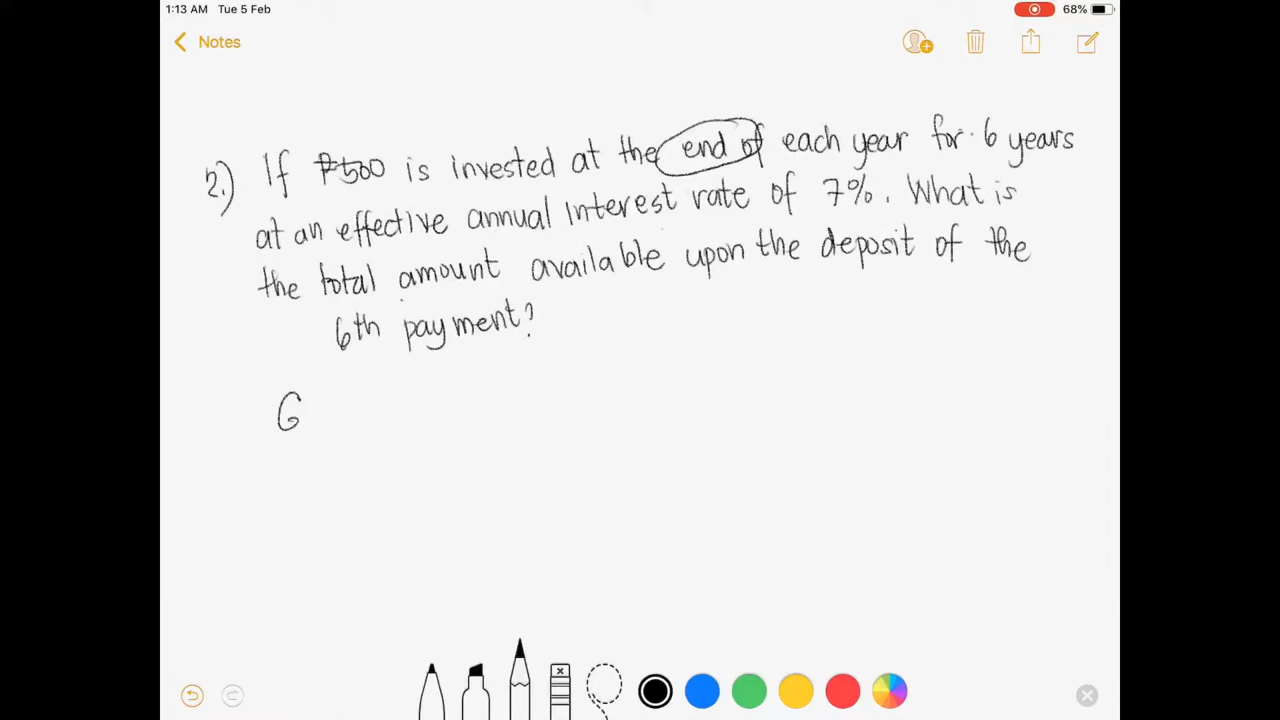 1:13 AM Tue 5 Feb
68%
Notes
2.) If ₱500 is invested at the end of each year for 6 years
at an effective annual interest rate of 7%. What is
the total amount available upon the deposit of the
6th payment?
G